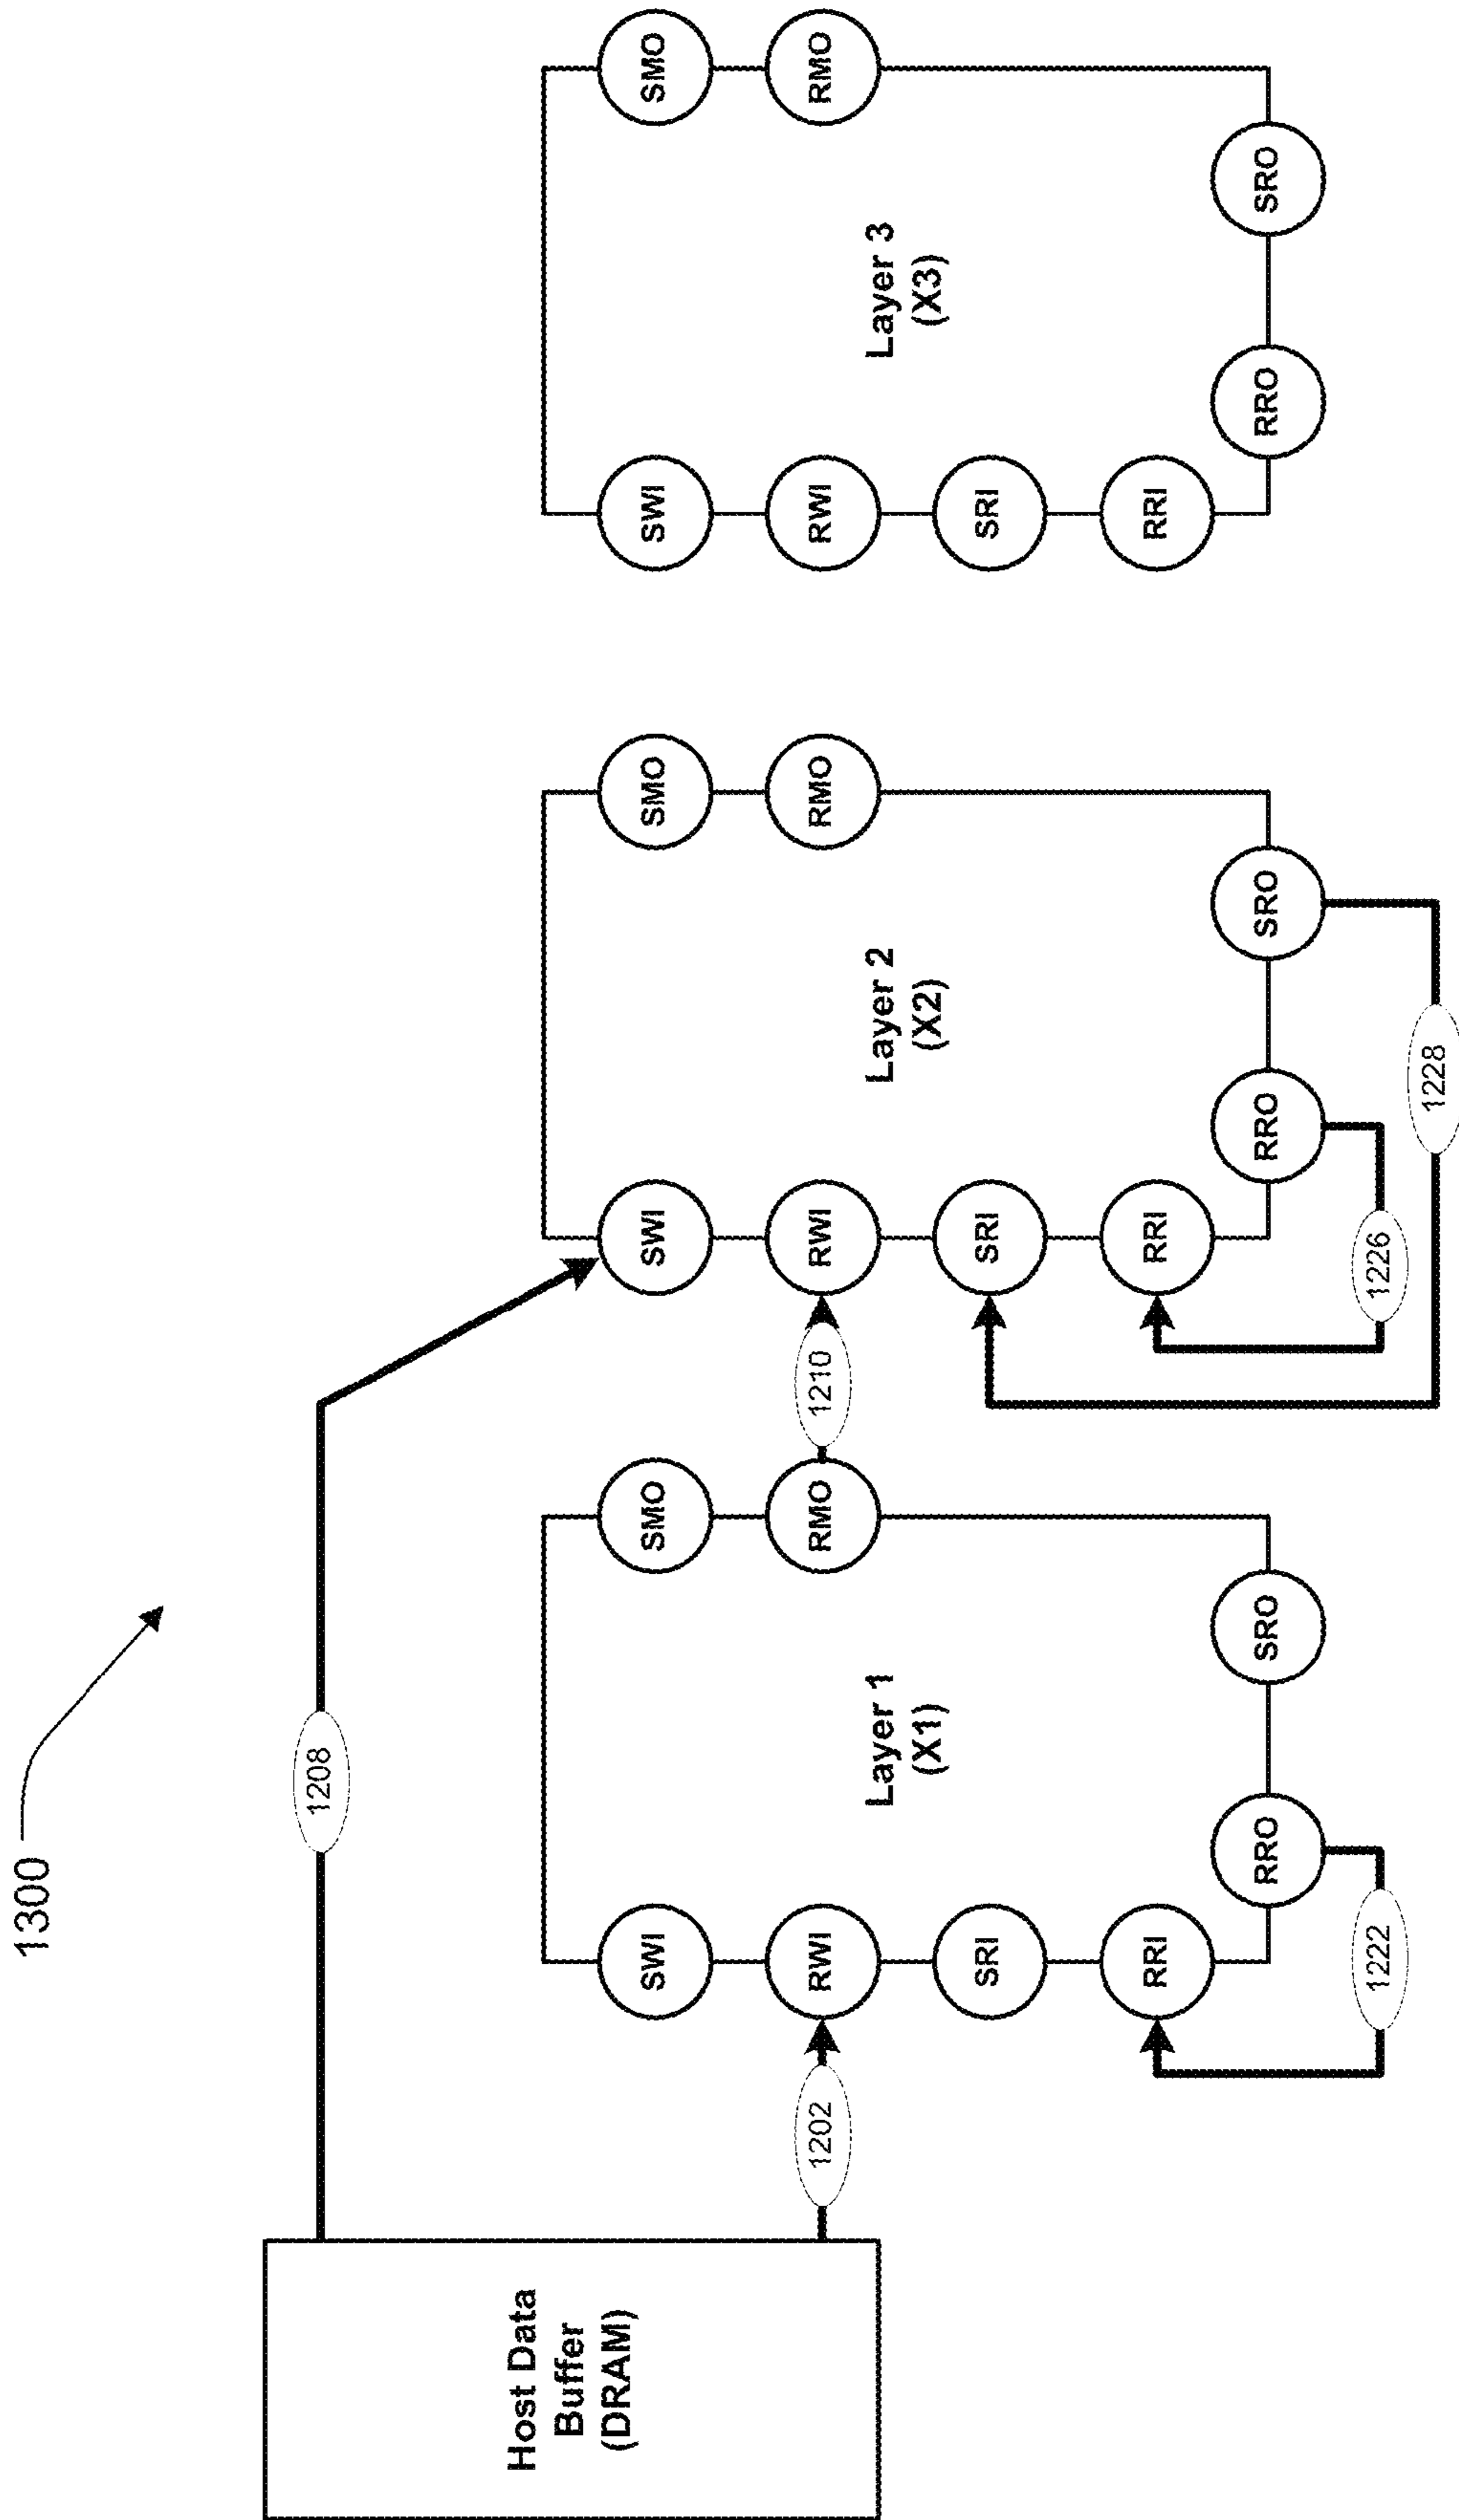 1300
1208
Host Data
Buffer
(DRAM)
1202
SWI
RWI
SRI
RRI
Layer 1
(X1)
SMO
RMO
RRO
SRO
1222
1210
SWI
RWI
SRI
RRI
Layer 2
(X2)
SMO
RMO
RRO
SRO
1226
1228
SWI
RWI
SRI
RRI
Layer 3
(X3)
SMO
RMO
RRO
SRO